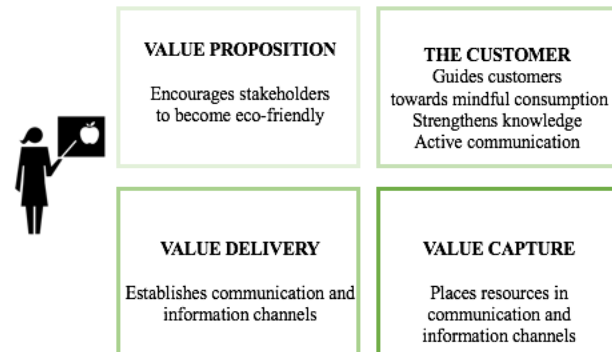 VALUE PROPOSITION
Encourages stakeholders
to become eco-friendly
THE CUSTOMER
Guides customers
towards mindful consumption
Strengthens knowledge
Active communication
VALUE DELIVERY
Establishes communication and
information channels
VALUE CAPTURE
Places resources in
communication and
information channels